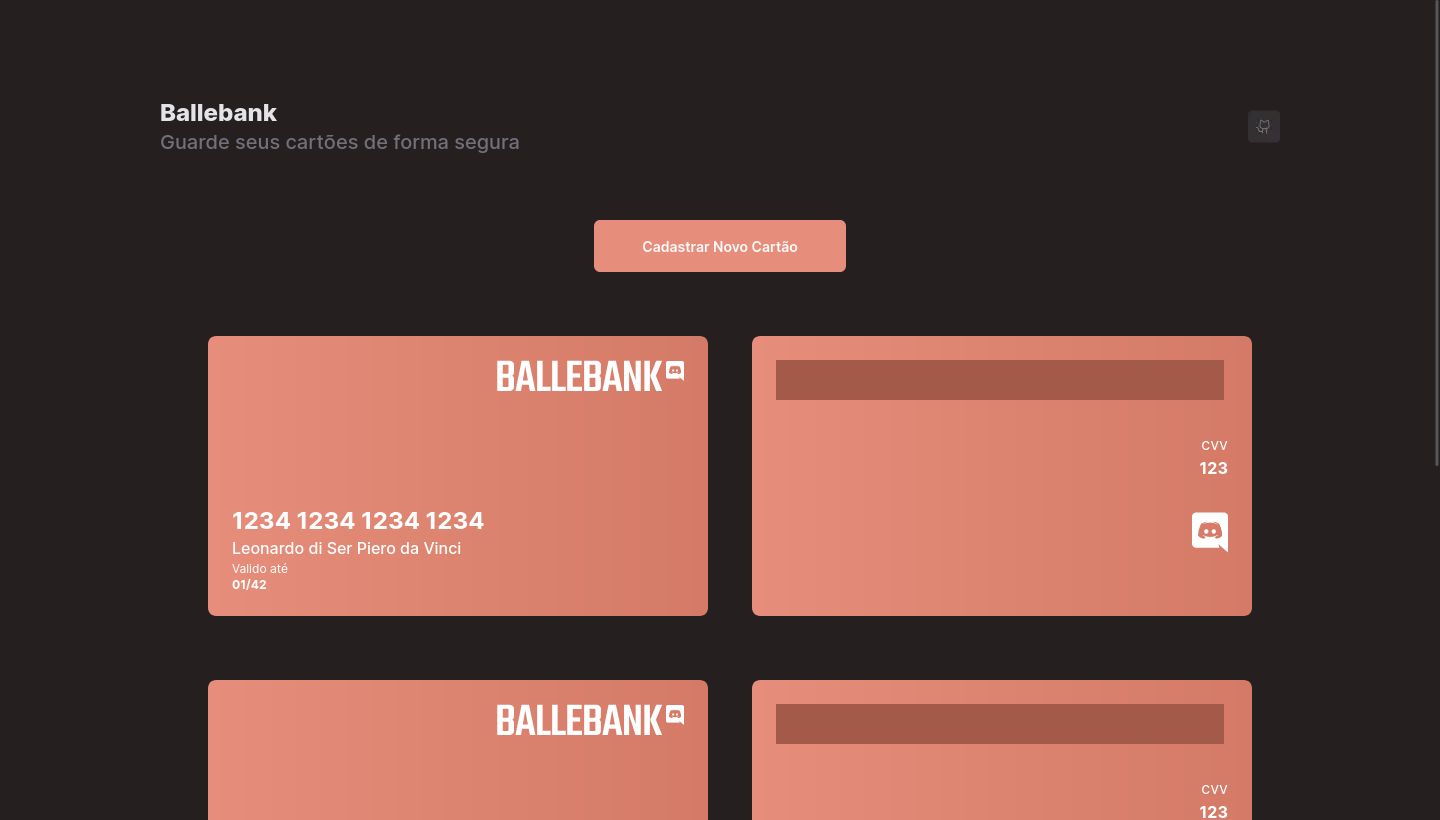 Ballebank
Guarde seus cartões de forma segura
Cadastrar Novo Cartão
BALLEBANK
1234 1234 1234 1234
Leonardo di Ser Piero da Vinci
Valido até
01/42
CVV
123
BALLEBANK
CVV
123